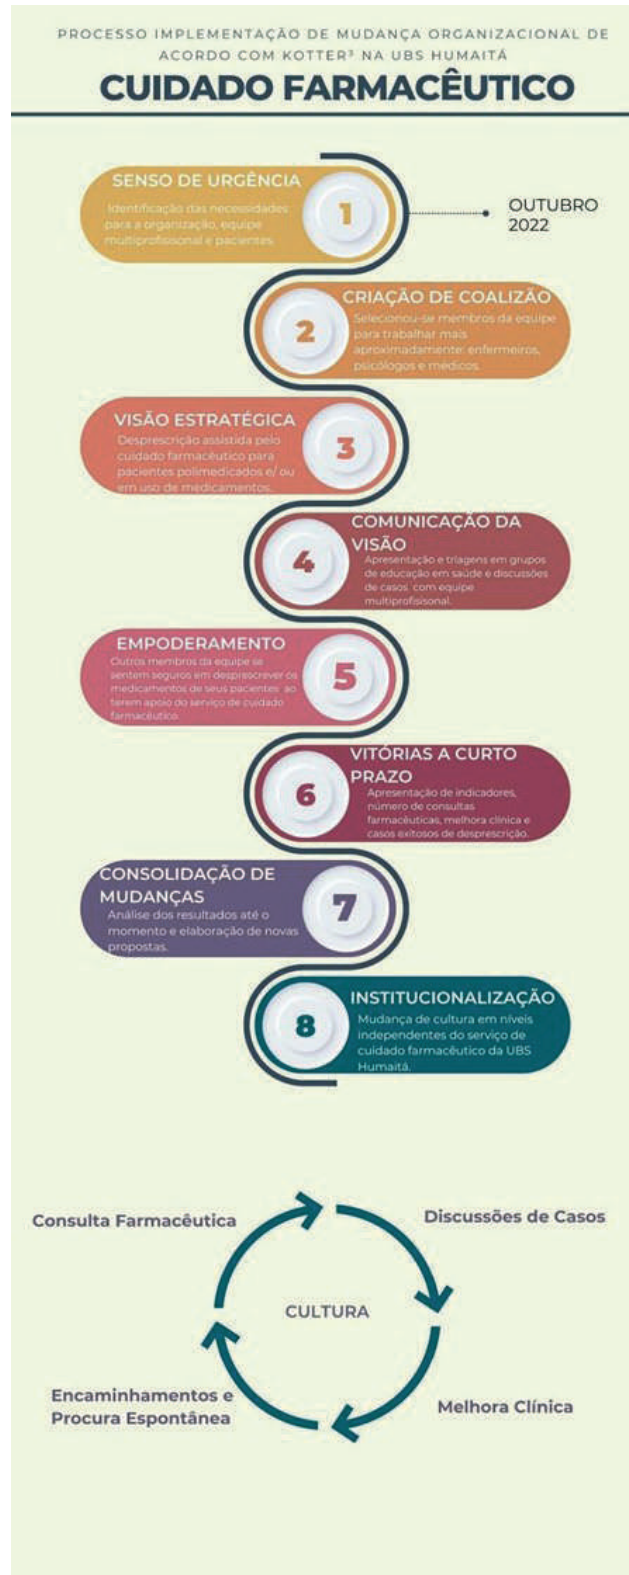 PROCESSO IMPLEMENTAÇÃO DE MUDANÇA ORGANIZACIONAL DE
ACORDO COM KOTTER³ NA UBS HUMAITÁ
CUIDADO FARMACÊUTICO
SENSO DE URGÊNCIA
Identificação das necessidades
para a organização, equipe
multiprofissional e pacientes.
1
OUTUBRO
2022
CRIAÇÃO DE COALIZÃO
Selecionou-se membros da equipe
para trabalhar mais
aproximadamente: enfermeiros,
psicólogos e médicos.
2
VISÃO ESTRATÉGICA
Desprescrição assistida pelo
cuidado farmacêutico para
pacientes polimedicados e/ ou
em uso de medicamentos.
3
COMUNICAÇÃO DA
VISÃO
Apresentação e triagens em grupos
de educação em saúde e discussões
de casos com equipe
multiprofisisonal.
4
EMPODERAMENTO
Outros membros da equipe se
sentem seguros em desprescrever os
medicamentos de seus pacientes ao
terem apoio do serviço de cuidado
farmacêutico.
5
VITÓRIAS A CURTO
PRAZO
Apresentação de indicadores,
número de consultas
farmacêuticas, melhora clínica e
casos exitosos de desprescrição.
6
CONSOLIDAÇÃO DE
MUDANÇAS
Análise dos resultados até o
momento e elaboração de novas
propostas.
7
INSTITUCIONALIZAÇÃO
Mudança de cultura em níveis
independentes do serviço de
cuidado farmacêutico da UBS
Humaitá.
8
Consulta Farmacêutica
Discussões de Casos
CULTURA
Encaminhamentos e
Procura Espontânea
Melhora Clínica